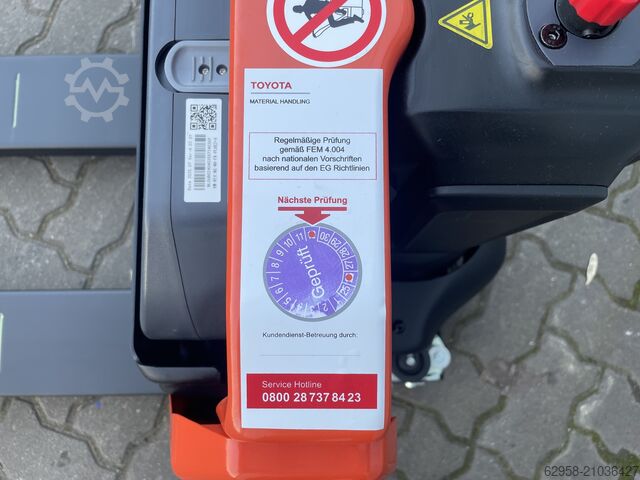 TOYOTA
MATERIAL HANDLING
Regelmäßige Prüfung
gemäß FEM 4.004
nach nationalen Vorschriften
basierend auf den EG Richtlinien
Nächste Prüfung
Geprüft
Kundendienst-Betreuung durch:
Service Hotline
0800 28 737 84 23
62958-21036427